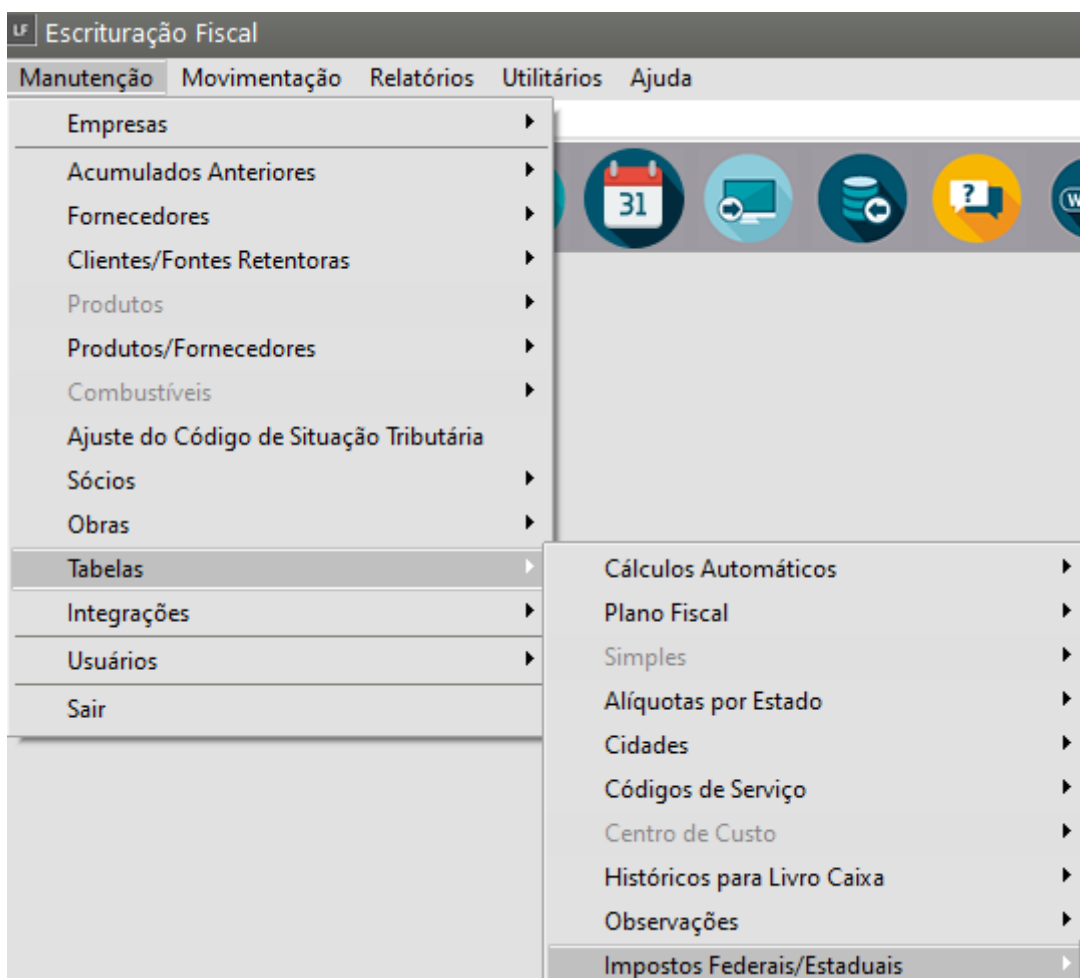 LF Escrituração Fiscal
Manutenção Movimentação Relatórios Utilitários Ajuda
Empresas
Acumulados Anteriores
Fornecedores
Clientes/Fontes Retentoras
Produtos
Produtos/Fornecedores
Combustíveis
Ajuste do Código de Situação Tributária
Sócios
Obras
Tabelas
Integrações
Usuários
Sair
31
?
W
Cálculos Automáticos
Plano Fiscal
Simples
Alíquotas por Estado
Cidades
Códigos de Serviço
Centro de Custo
Históricos para Livro Caixa
Observações
Impostos Federais/Estaduais